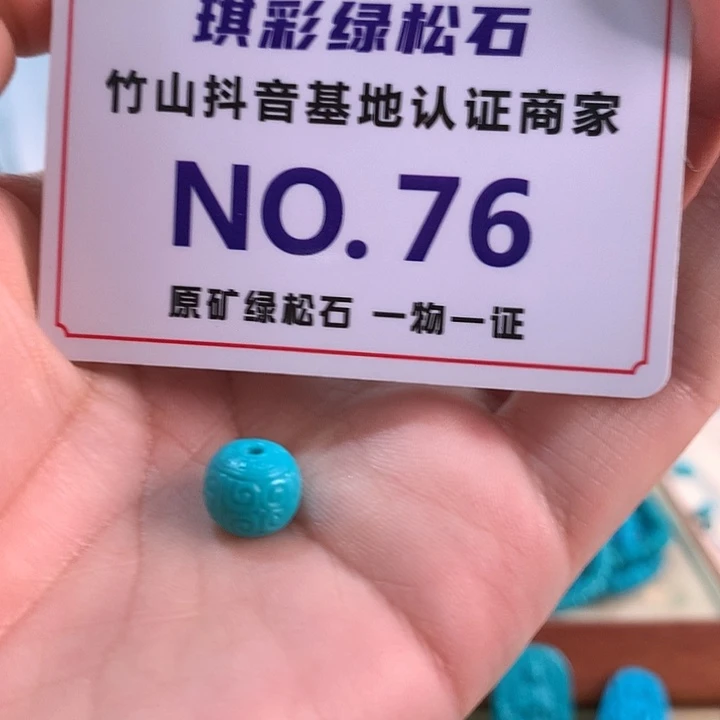 琪彩绿松石
竹山抖音基地认证商家
NO. 76
原矿绿松石 一物一证